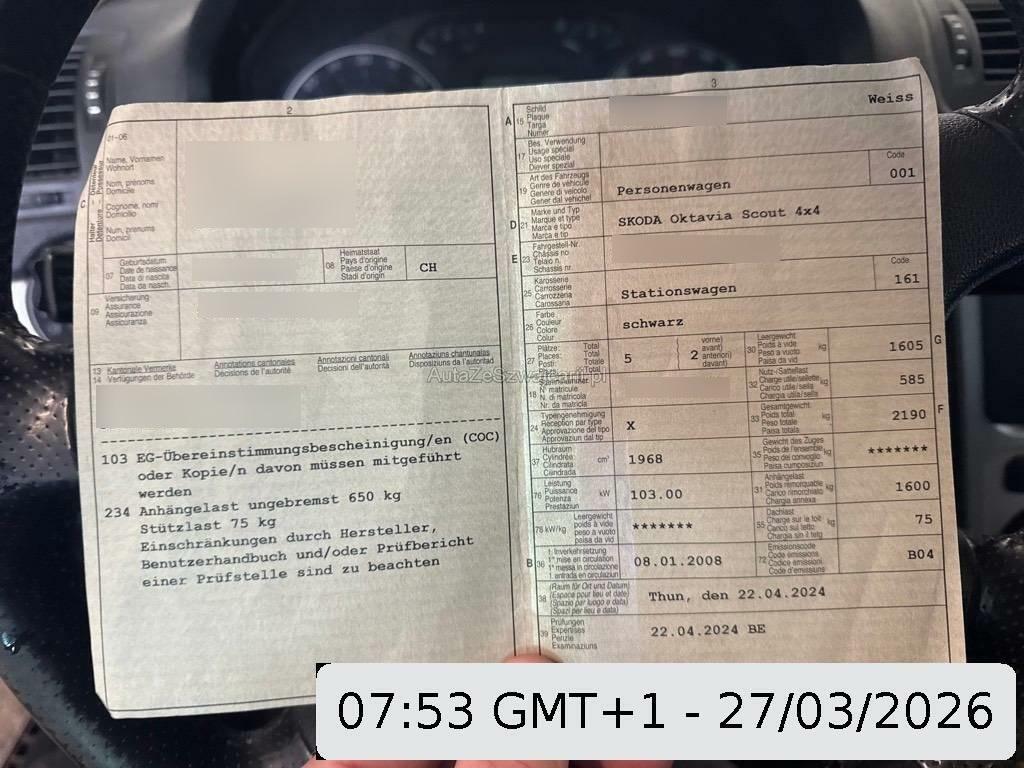 2
01-06
Halter Détenteur
Detentore Possessur
C
Name, Vornamen
Wohnort
Nom, prénoms
Domicile
Cognome, nomi
Domicilio
Num, prenums
Domicil
07 Geburtsdatum
Date de naissance
Data di nascita
Data da nasch.
08 Heimatstaat
Pays d'origine
Paese d'origine
Stadi d'origin
CH
09 Versicherung
Assurance
Assicurazione
Assicuranza
13 Kantonale Vermerke
14 Verfügungen der Behörde
Annotations cantonales
Décisions de l'autorité
Annotazioni cantonali
Decisioni dell'autorità
Annotaziuns chantunalas
Disposiziuns da l'autoritad
103 EG-Übereinstimmungsbescheinigung/en (COC)
oder Kopie/n davon müssen mitgeführt
werden
234 Anhängelast ungebremst 650 kg
Stützlast 75 kg
Einschränkungen durch Hersteller,
Benutzerhandbuch und/oder Prüfbericht
einer Prüfstelle sind zu beachten
3
A 15 Schild
Plaque
Targa
Numer
Weiss
17 Bes. Verwendung
Usage spécial
Uso speciale
Diever spezial
19 Art des Fahrzeugs
Genre de véhicule
Genere di veicolo
Gener dal vehichel
Personenwagen
Code
001
D 21 Marke und Typ
Marque et type
Marca e tipo
Marca e tip
SKODA Oktavia Scout 4x4
E 23 Fahrgestell-Nr.
Châssis no
Telaio n.
Schassis nr.
25 Karosserie
Carrosserie
Carrozzeria
Carossaria
Stationswagen
Code
161
26 Farbe
Couleur
Colore
Colur
schwarz
27 Plätze: Total
Places: Total
Posti: Totale
Total
5
2
vorne)
avant)
anteriori)
davant)
30 Leergewicht
Poids à vide
Peso a vuoto
Paisa da vid
kg
1605
G
18 Stammnummer
N° matricule
N. di matricola
Nr. da matricla
32 Nutz-/Sattellast
Charge utile/sellette
Carico utile/sella
Chargia utila/sella
kg
585
24 Typengenehmigung
Réception par type
Approvazione del tipo
Approvaziun dal tip
X
33 Gesamtgewicht
Poids total
Peso totale
Paisa totala
kg
2190
F
37 Hubraum
Cylindrée
Cilindrata
Cilindrada
cm³
1968
35 Gewicht des Zuges
Poids de l'ensemble
Peso del convoglio
Paisa cumposiziun
kg
*******
76 Leistung
Puissance
Potenza
Prestaziun
kW
103.00
31 Anhängelast
Poids remorquable
Carico rimorchiato
Chargia annexa
kg
1600
78 kW/kg Leergewicht
poids à vide
peso a vuoto
paisa da vid
*******
55 Dachlast
Charge sur le toit
Carico sul tetto
Chargia sin il tetg
kg
75
B 36 1. Inverkehrsetzung
1re mise en circulation
1a messa in circolazione
1. entrada en circulaziun
08.01.2008
72 Emissionscode
Code émissions
Codice emissioni
Code d'emissiuns
B04
38 (Raum für Ort und Datum)
(Espace pour lieu et date)
(Spazio per luogo e data)
(Spazi per lieu e data)
Thun, den 22.04.2024
39 Prüfungen
Expertises
Perizie
Examinaziuns
22.04.2024 BE
AutaZeSzwajcarii.pl
07:53 GMT+1 - 27/03/2026